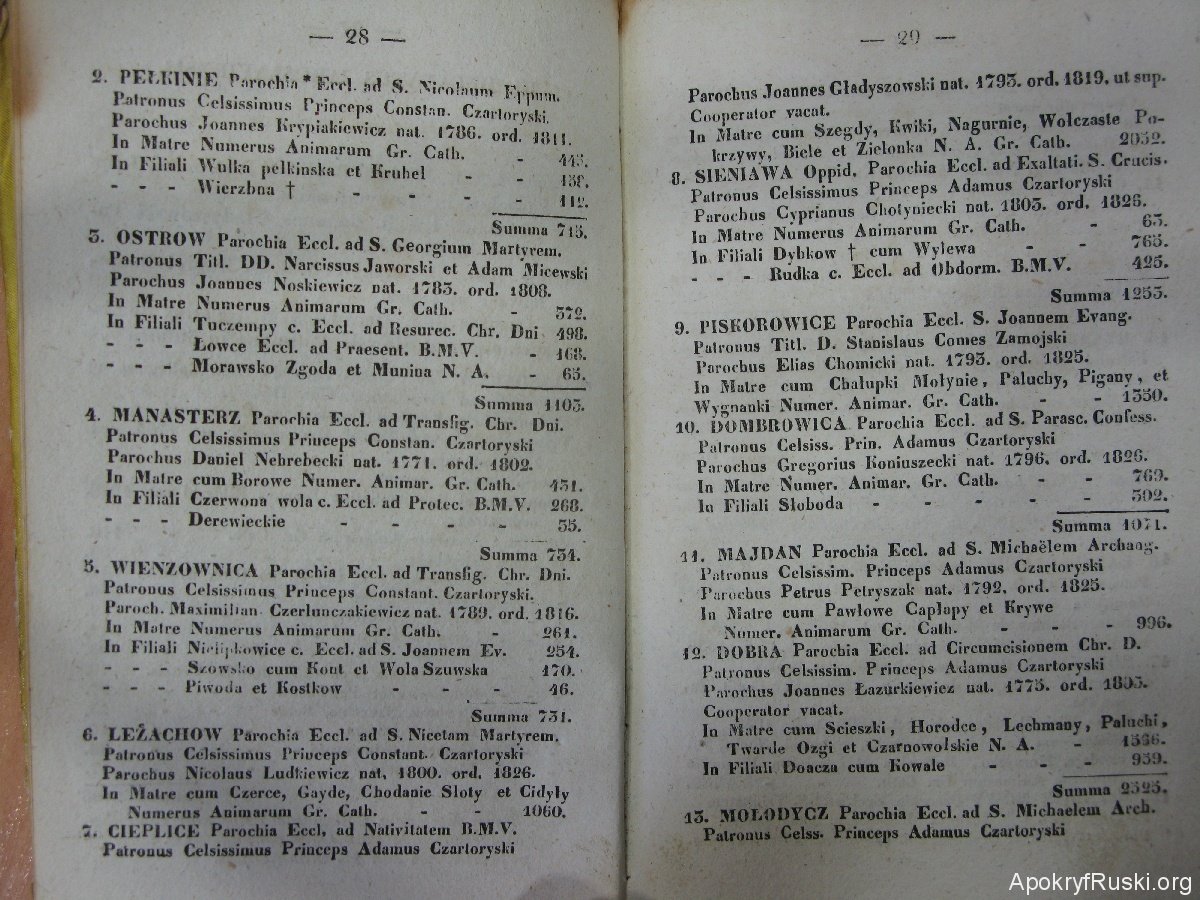 — 28 —
2. PEŁKINIE Parochia * Eccl. ad S. Nicolaum Eppum.
Patronus Celsissimus Princeps Constan. Czartoryski.
Parochus Joannes Krypiakiewicz nat. 1786. ord. 1811.
In Matre Numerus Animarum Gr. Cath. - 445.
In Filiali Wulka pełkinska et Kruhel - - 158.
- - - Wierzbna † - - - - 112.
Summa 715.
3. OSTROW Parochia Eccl. ad S. Georgium Martyrem.
Patronus Titl. DD. Narcissus Jaworski et Adam Micewski
Parochus Joannes Noskiewicz nat. 1783. ord. 1808.
In Matre Numerus Animarum Gr. Cath. - 372.
In Filiali Tuczempy c. Eccl. ad Resurec. Chr. Dni 498.
- - - Łowce Eccl. ad Praesent. B.M.V. - 168.
- - - Morawsko Zgoda et Munina N. A. - 65.
Summa 1103.
4. MANASTERZ Parochia Eccl. ad Transfig. Chr. Dni.
Patronus Celsissimus Princeps Constan. Czartoryski
Parochus Daniel Nehrebecki nat. 1771. ord. 1802.
In Matre cum Borowe Numer. Animar. Gr. Cath. 431.
In Filiali Czerwona wola c. Eccl. ad Protec. B.M.V. 268.
- - - Derewieckie - - - - 35.
Summa 734.
5. WIENZOWNICA Parochia Eccl. ad Transfig. Chr. Dni.
Patronus Celsissimus Princeps Constant. Czartoryski.
Paroch. Maximilian Czerlunczakiewicz nat. 1789. ord. 1816.
In Matre Numerus Animarum Gr. Cath. - 261.
In Filiali Nielipkowice c. Eccl. ad S. Joannem Ev. 254.
- - - Szowsko cum Kont et Wola Szuwska 170.
- - - Piwoda et Kostkow - - - 46.
Summa 731.
6. LEŻACHOW Parochia Eccl. ad S. Nicetam Martyrem.
Patronus Celsissimus Princeps Constant. Czartoryski
Parochus Nicolaus Ludkiewicz nat. 1800. ord. 1826.
In Matre cum Czerce, Gayde, Chodanie Słoty et Cidyły
Numerus Animarum Gr. Cath. - - 1060.
7. CIEPLICE Parochia Eccl. ad Nativitatem B.M.V.
Patronus Celsissimus Princeps Adamus Czartoryski
— 29 —
Parochus Joannes Gładyszowski nat. 1793. ord. 1819. ut sup.
Cooperator vacat.
In Matre cum Szegdy, Kwiki, Nagurnie, Wolczaste Po-
krzywy, Biele et Zielonka N. A. Gr. Cath. 2032.
8. SIENIAWA Oppid. Parochia Eccl. ad Exaltati. S. Crucis.
Patronus Celsissimus Princeps Adamus Czartoryski
Parochus Cyprianus Chotyniecki nat. 1803. ord. 1826.
In Matre Numerus Animarum Gr. Cath. - 63.
In Filiali Dybkow † cum Wylewa - - 765.
- - - Rudka c. Eccl. ad Obdorm. B.M.V. 425.
Summa 1253.
9. PISKOROWICE Parochia Eccl. S. Joannem Evang.
Patronus Titl. D. Stanislaus Comes Zamojski
Parochus Elias Chomicki nat. 1793. ord. 1825.
In Matre cum Chałupki Mołynie, Paluchy, Pigany, et
Wygnanki Numer. Animar. Gr. Cath. - - 1350.
10. DOMBROWICA Parochia Eccl. ad S. Parasc. Confess.
Patronus Celsiss. Prin. Adamus Czartoryski
Parochus Gregorius Koniuszecki nat. 1796. ord. 1826.
In Matre Numer. Animar. Gr. Cath. - - 769.
In Filiali Słoboda - - - - - 302.
Summa 1071.
11. MAJDAN Parochia Eccl. ad S. Michaëlem Archang.
Patronus Celsissim. Princeps Adamus Czartoryski
Parochus Petrus Petryszak nat. 1792. ord. 1825.
In Matre cum Pawłowe Capłapy et Krywe
Numer. Animarum Gr. Cath. - - - 996.
12. DOBRA Parochia Eccl. ad Circumcisionem Chr. D.
Patronus Celsissim. Princeps Adamus Czartoryski
Parochus Joannes Łazurkiewicz nat. 1775. ord. 1803.
Cooperator vacat.
In Matre cum Scieszki, Horodce, Lechmany, Paluchi,
Twarde Ozgi et Czarnowolskie N. A. - 1566.
In Filiali Doacza cum Kowale - - - 959.
Summa 2525.
13. MOŁODYCZ Parochia Eccl. ad S. Michaelem Arch.
Patronus Celss. Princeps Adamus Czartoryski
ApokryfRuski.org